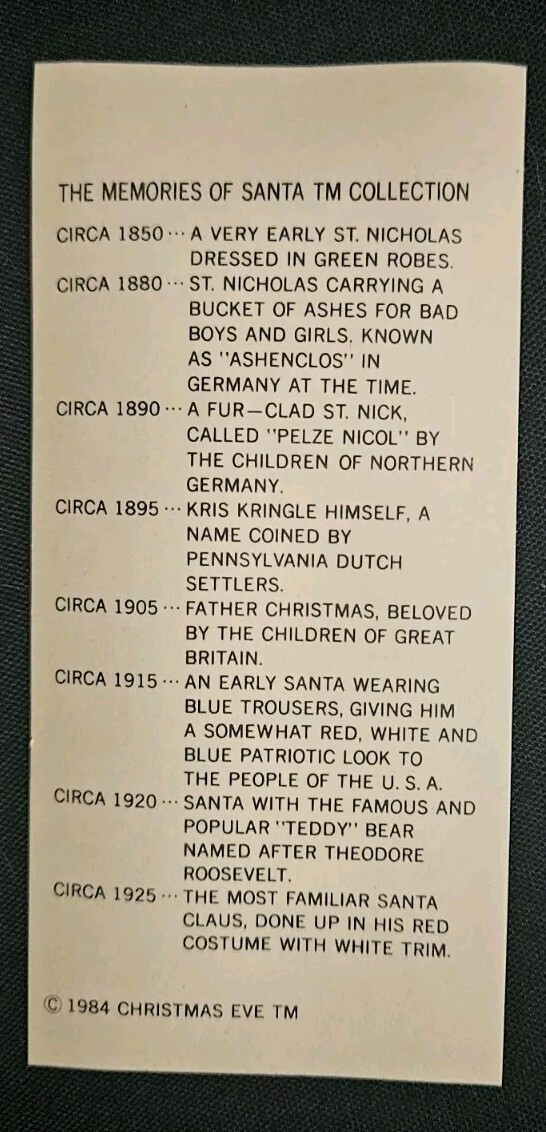 THE MEMORIES OF SANTA TM COLLECTION
CIRCA 1850 ··· A VERY EARLY ST. NICHOLAS
DRESSED IN GREEN ROBES.
CIRCA 1880 ··· ST. NICHOLAS CARRYING A
BUCKET OF ASHES FOR BAD
BOYS AND GIRLS. KNOWN
AS "ASHENCLOS" IN
GERMANY AT THE TIME.
CIRCA 1890 ··· A FUR—CLAD ST. NICK,
CALLED "PELZE NICOL" BY
THE CHILDREN OF NORTHERN
GERMANY.
CIRCA 1895 ··· KRIS KRINGLE HIMSELF, A
NAME COINED BY
PENNSYLVANIA DUTCH
SETTLERS.
CIRCA 1905 ··· FATHER CHRISTMAS, BELOVED
BY THE CHILDREN OF GREAT
BRITAIN.
CIRCA 1915 ··· AN EARLY SANTA WEARING
BLUE TROUSERS, GIVING HIM
A SOMEWHAT RED, WHITE AND
BLUE PATRIOTIC LOOK TO
THE PEOPLE OF THE U. S. A.
CIRCA 1920 ··· SANTA WITH THE FAMOUS AND
POPULAR "TEDDY" BEAR
NAMED AFTER THEODORE
ROOSEVELT.
CIRCA 1925 ··· THE MOST FAMILIAR SANTA
CLAUS, DONE UP IN HIS RED
COSTUME WITH WHITE TRIM.
© 1984 CHRISTMAS EVE TM